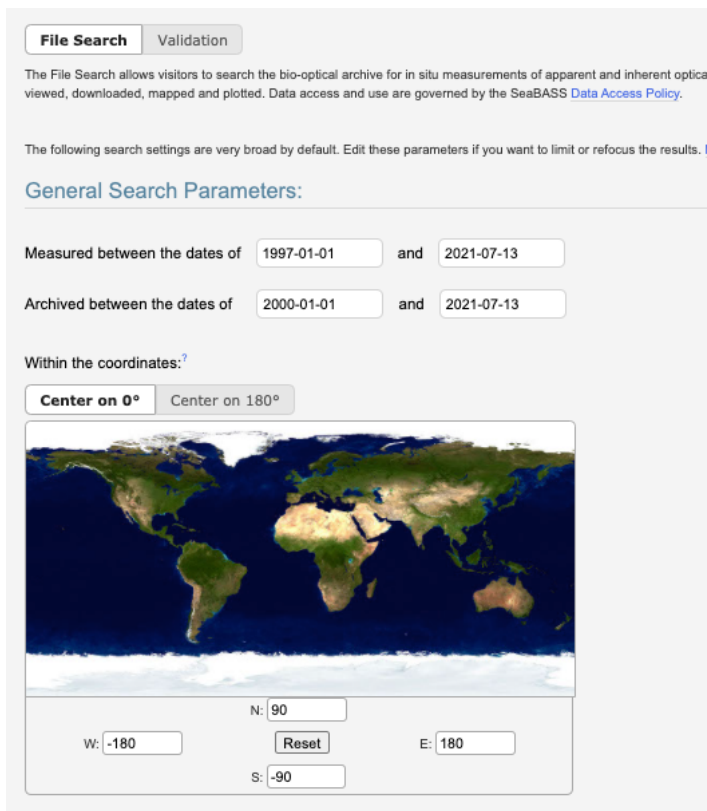 File Search Validation
The File Search allows visitors to search the bio-optical archive for in situ measurements of apparent and inherent optica
viewed, downloaded, mapped and plotted. Data access and use are governed by the SeaBASS Data Access Policy.
The following search settings are very broad by default. Edit these parameters if you want to limit or refocus the results.
General Search Parameters:
Measured between the dates of 1997-01-01 and 2021-07-13
Archived between the dates of 2000-01-01 and 2021-07-13
Within the coordinates:?
Center on 0° Center on 180°
N: 90
W: -180 Reset E: 180
S: -90